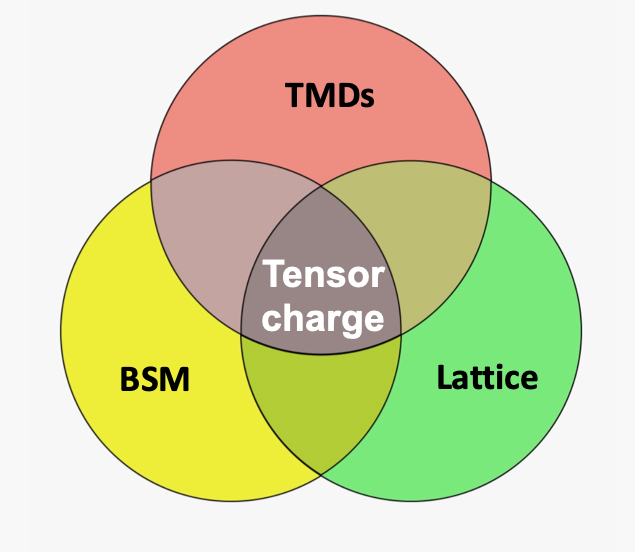 TMDs
Tensor
charge
BSM
Lattice